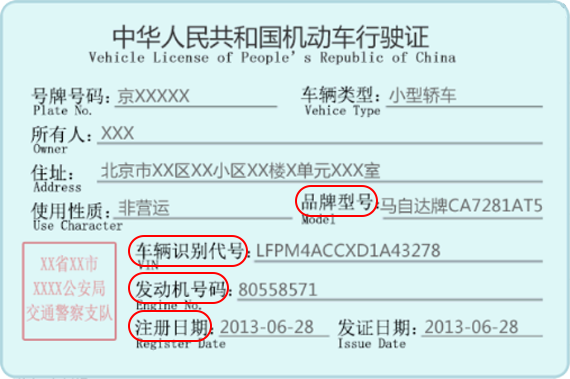 中华人民共和国机动车行驶证
Vehicle License of People's Republic of China
号牌号码: 京XXXXX 车辆类型: 小型轿车
Plate No. Vehice Type
所有人: XXX
Owner
住址: 北京市XX区XX小区XX楼X单元XXX室
Address
使用性质: 非营运 品牌型号: 马自达牌CA7281AT5
Use Character Model
XX省XX市
XXXX公安局
交通警察支队
车辆识别代号: LFPM4ACCXD1A43278
VIN
发动机号码: 80558571
Engine No.
注册日期: 2013-06-28 发证日期: 2013-06-28
Register Date Issue Date